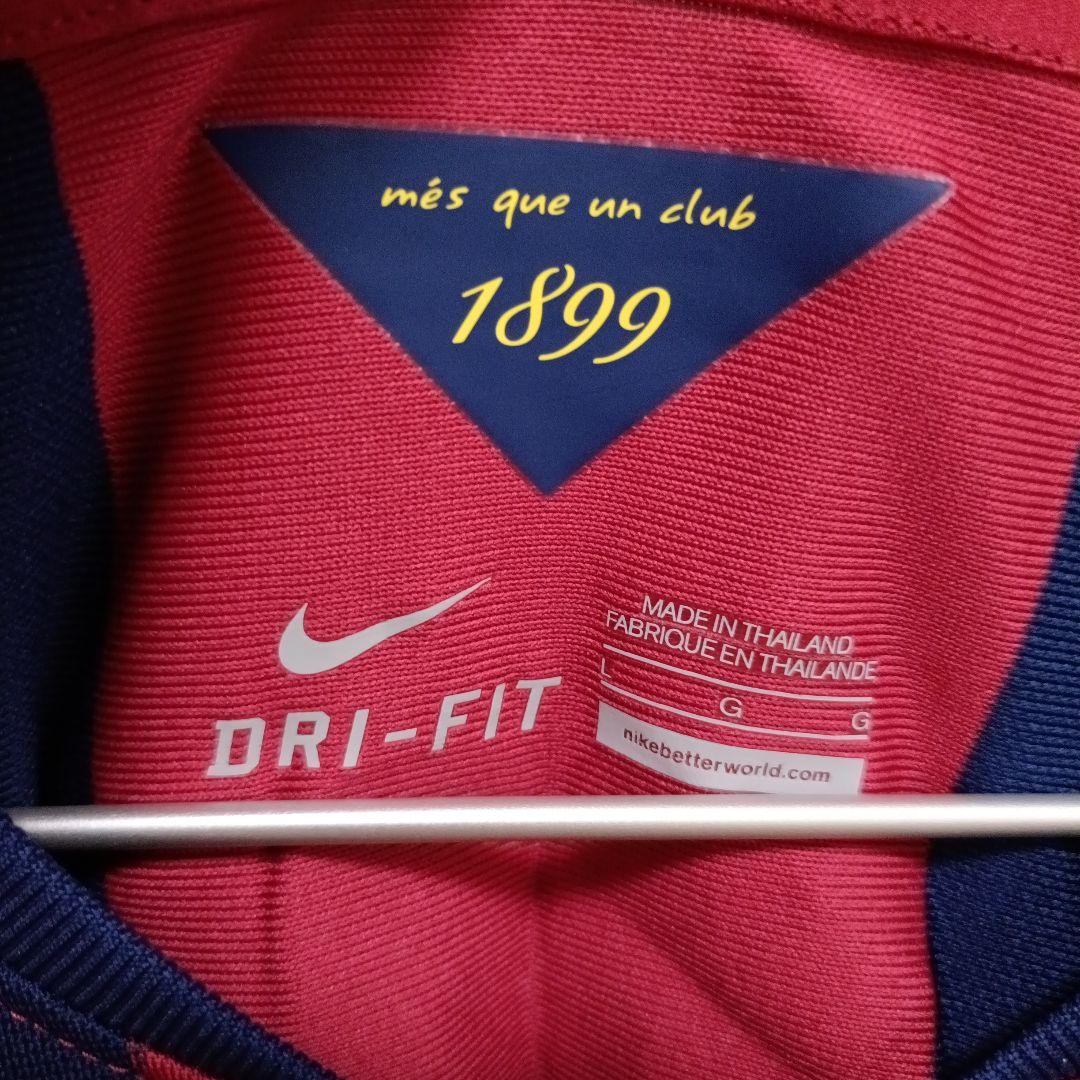 més que un club
1899
DRI-FIT
MADE IN THAILAND
FABRIQUE EN THAILANDE
L G G
nikebetterworld.com